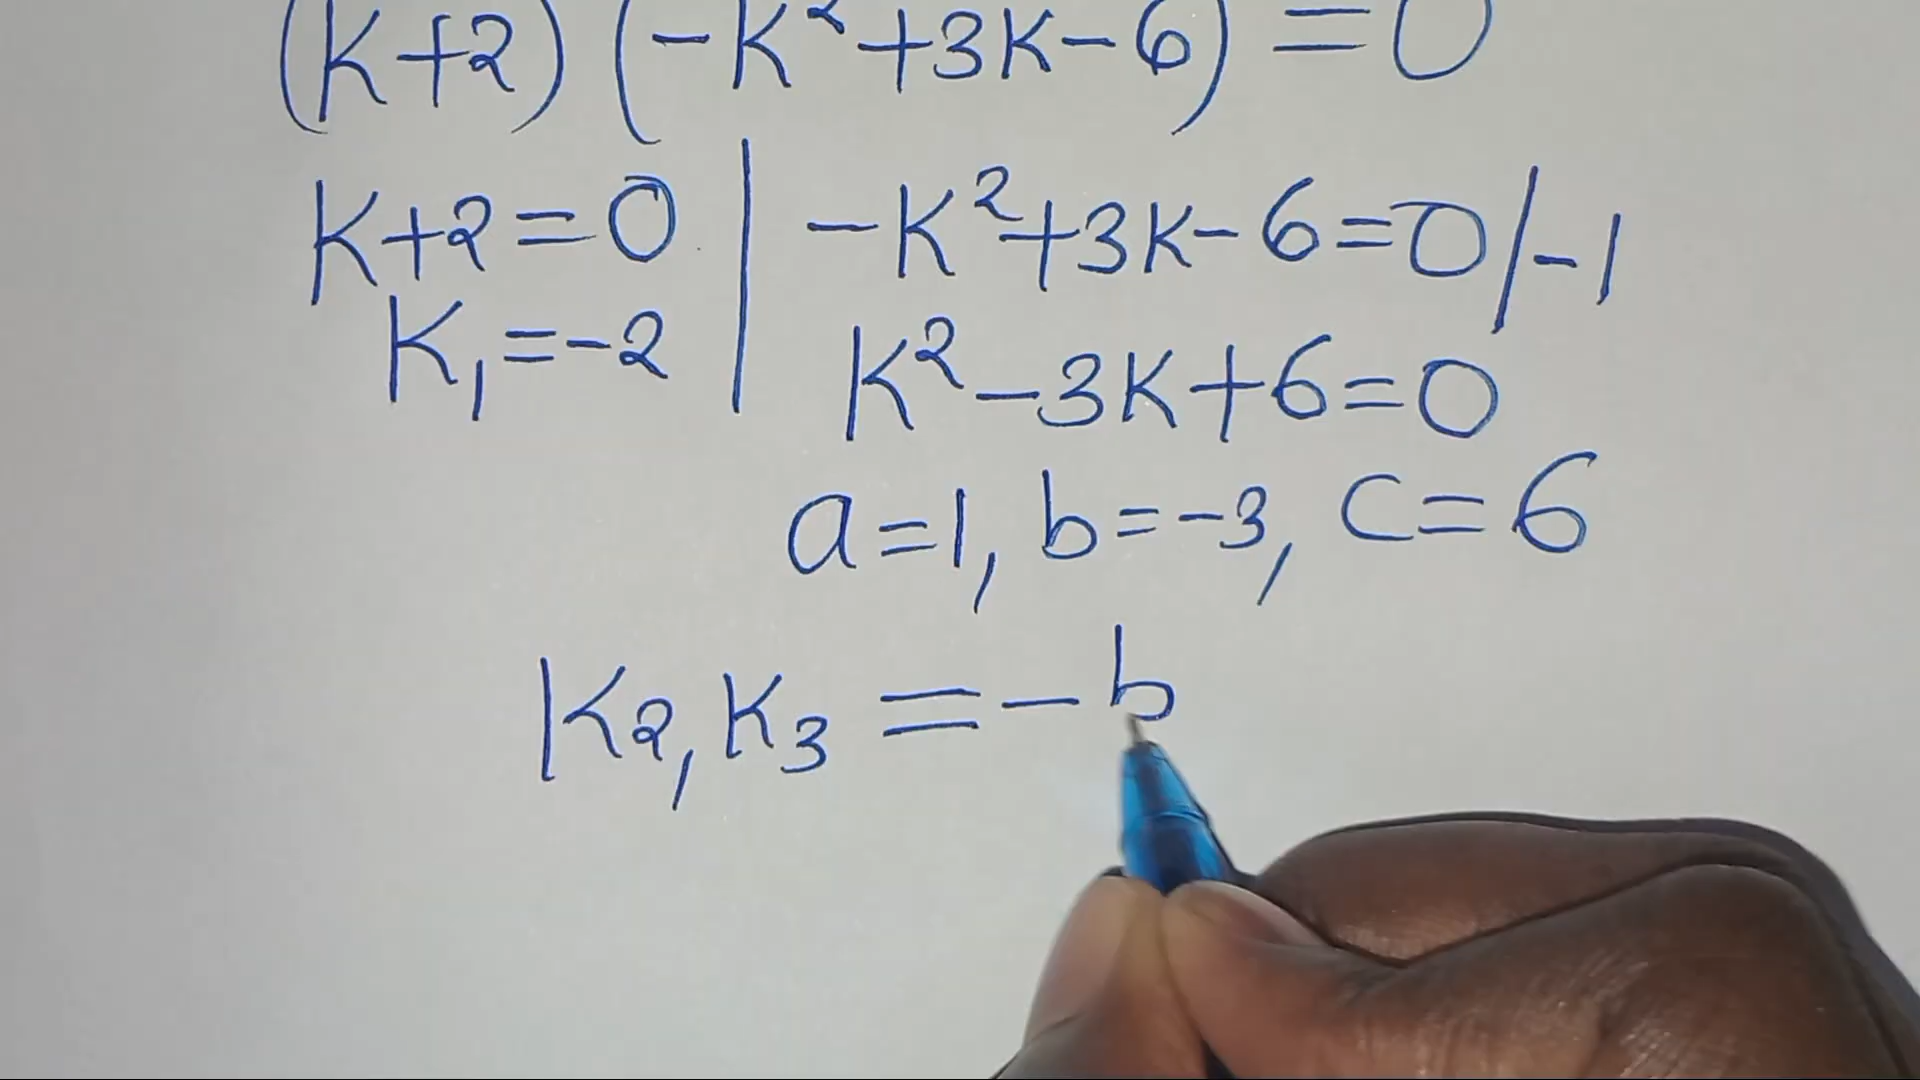 (K+2) (-K²+3K-6) = 0
K+2=0 | -K²+3K-6=0/-1
K₁=-2 | K²-3K+6=0
a=1, b=-3, c=6
K₂,K₃ = -b